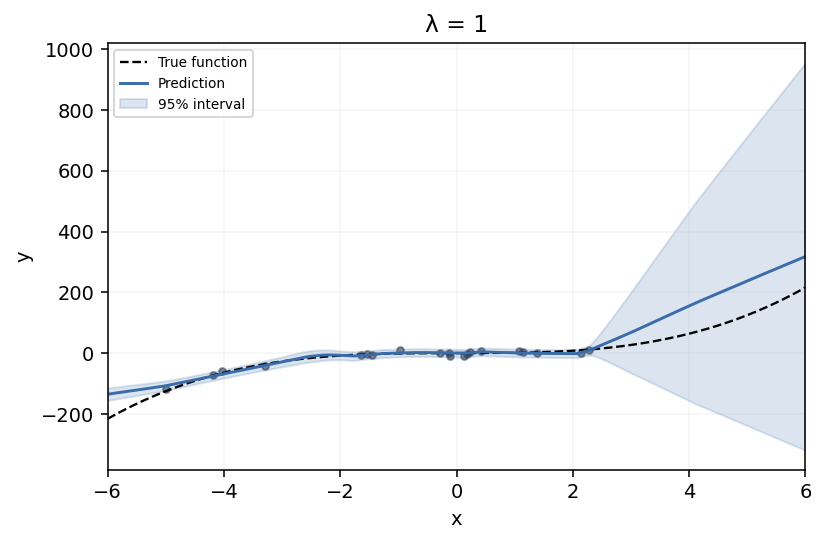 λ = 1
1000
800
600
400
200
0
−200
y
True function
Prediction
95% interval
−6
−4
−2
0
2
4
6
x